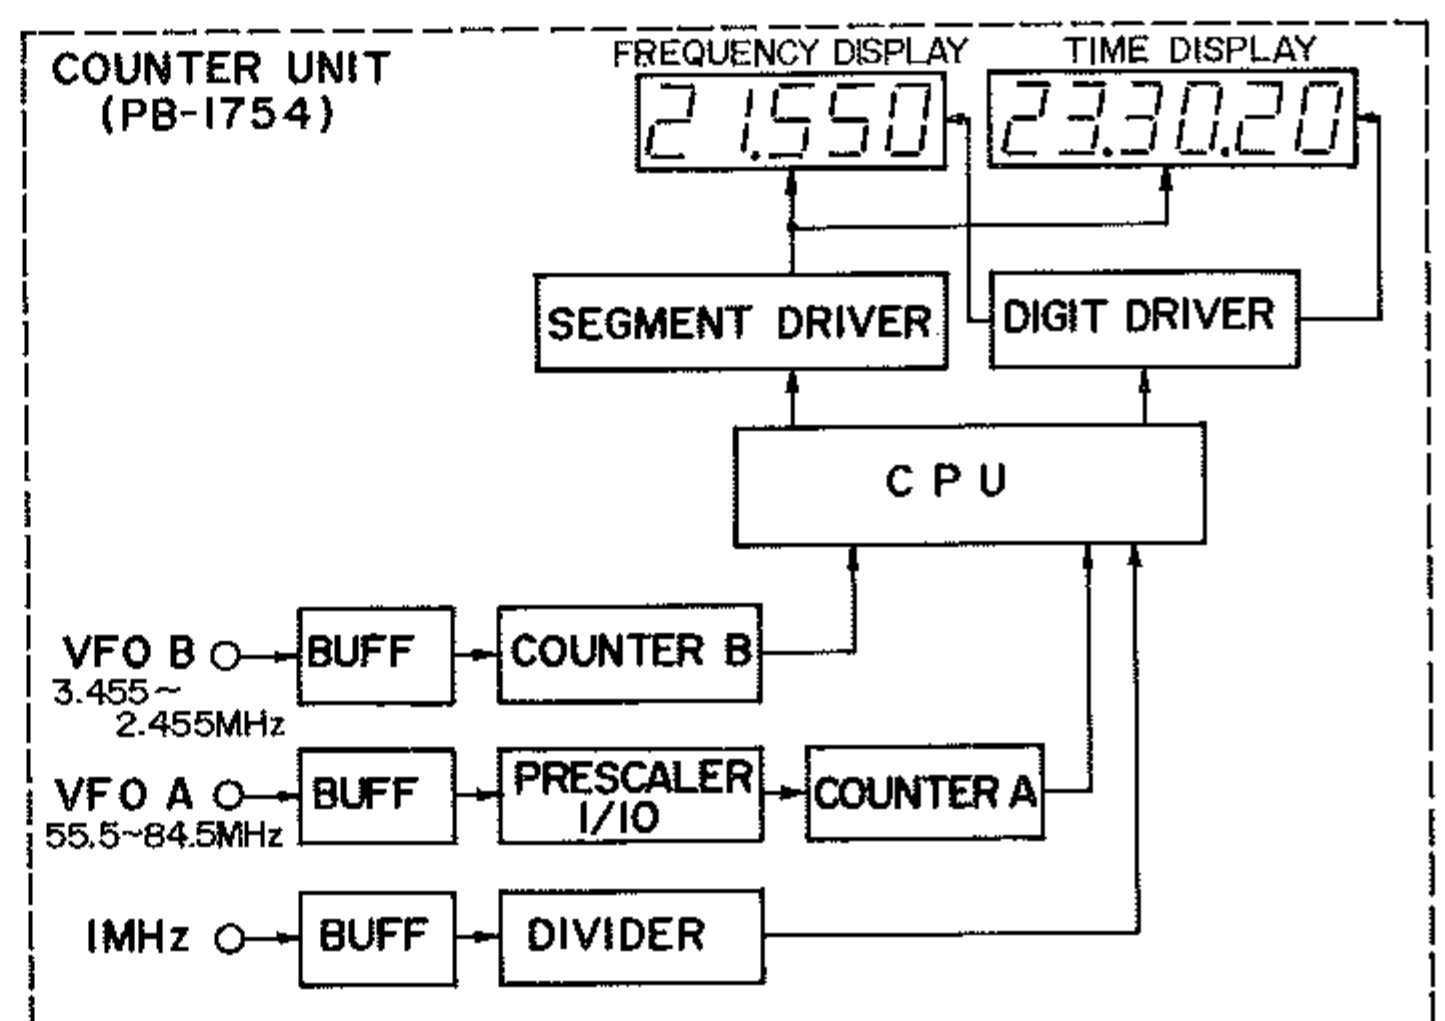 COUNTER UNIT
(PB-1754)
FREQUENCY DISPLAY
TIME DISPLAY
21.550
23.30.20
SEGMENT DRIVER
DIGIT DRIVER
CPU
VFO B
3.455~
2.455MHz
BUFF
COUNTER B
VFO A
55.5~84.5MHz
BUFF
PRESCALER
1/10
COUNTER A
1MHz
BUFF
DIVIDER